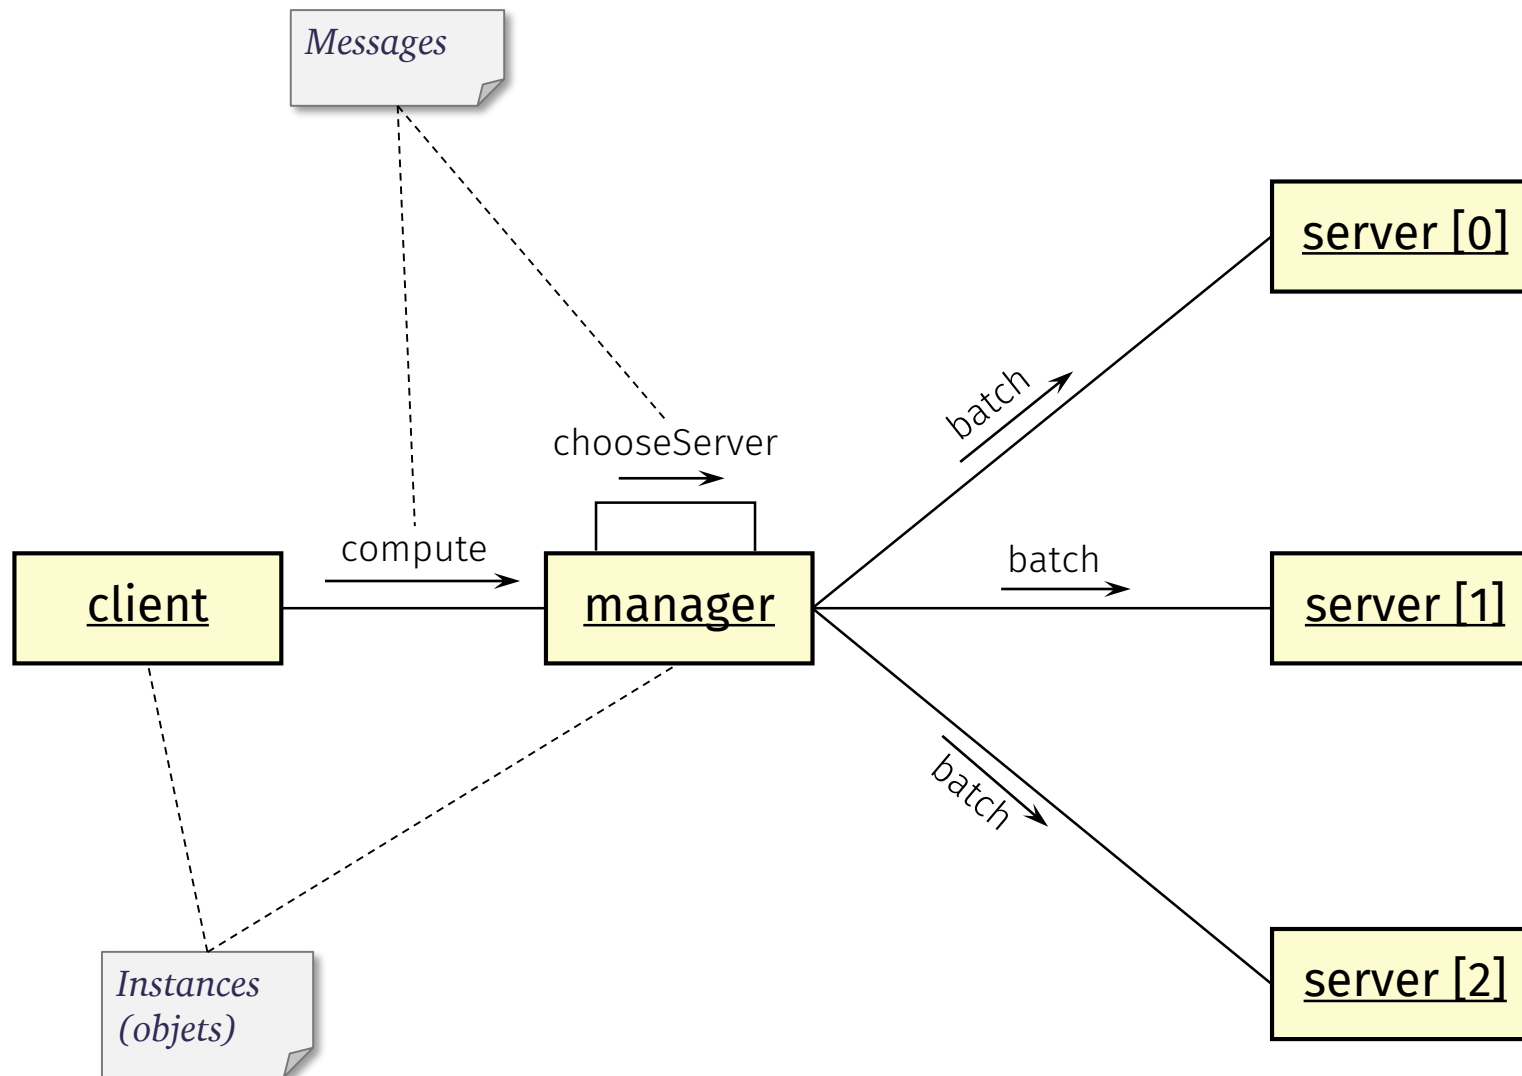 Messages
server [0]
batch
chooseServer
compute
batch
client
manager
server [1]
batch
server [2]
Instances
(objets)